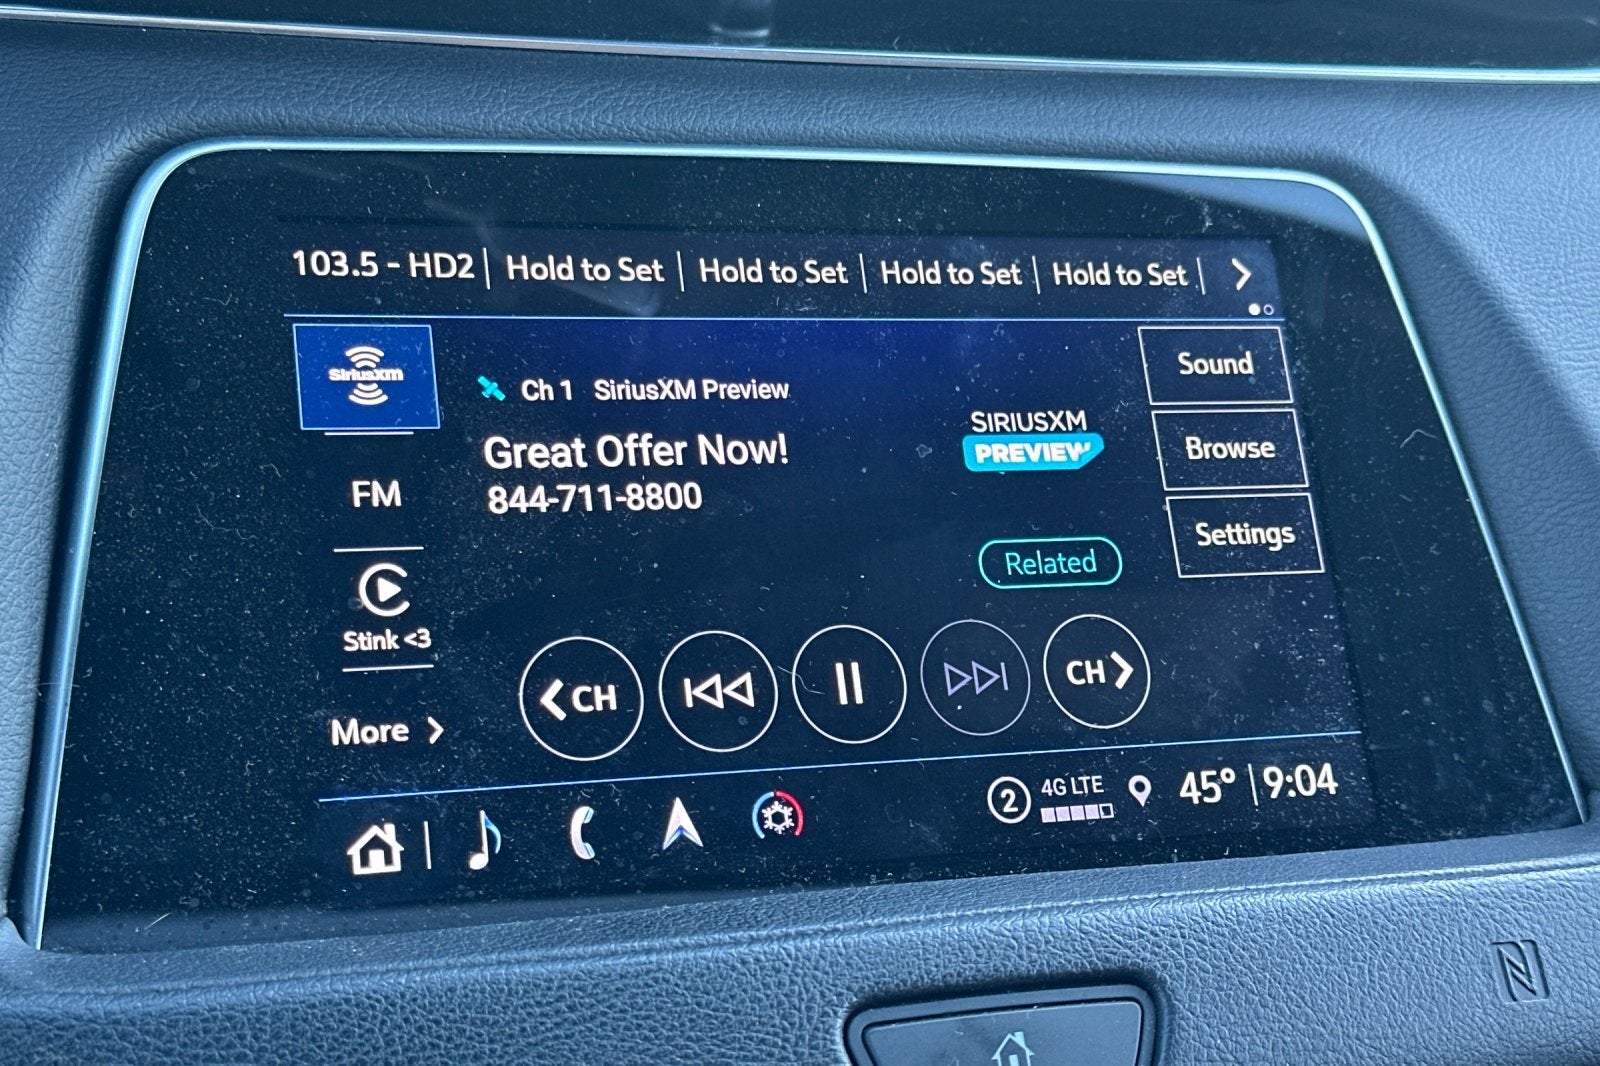 103.5 - HD2 | Hold to Set | Hold to Set | Hold to Set | Hold to Set |
SiriusXM
Ch 1 SiriusXM Preview
Great Offer Now!
844-711-8800
SIRIUSXM
PREVIEW
Related
Sound
Browse
Settings
FM
Stink <3
More
CH
CH
2
4G LTE
45° | 9:04